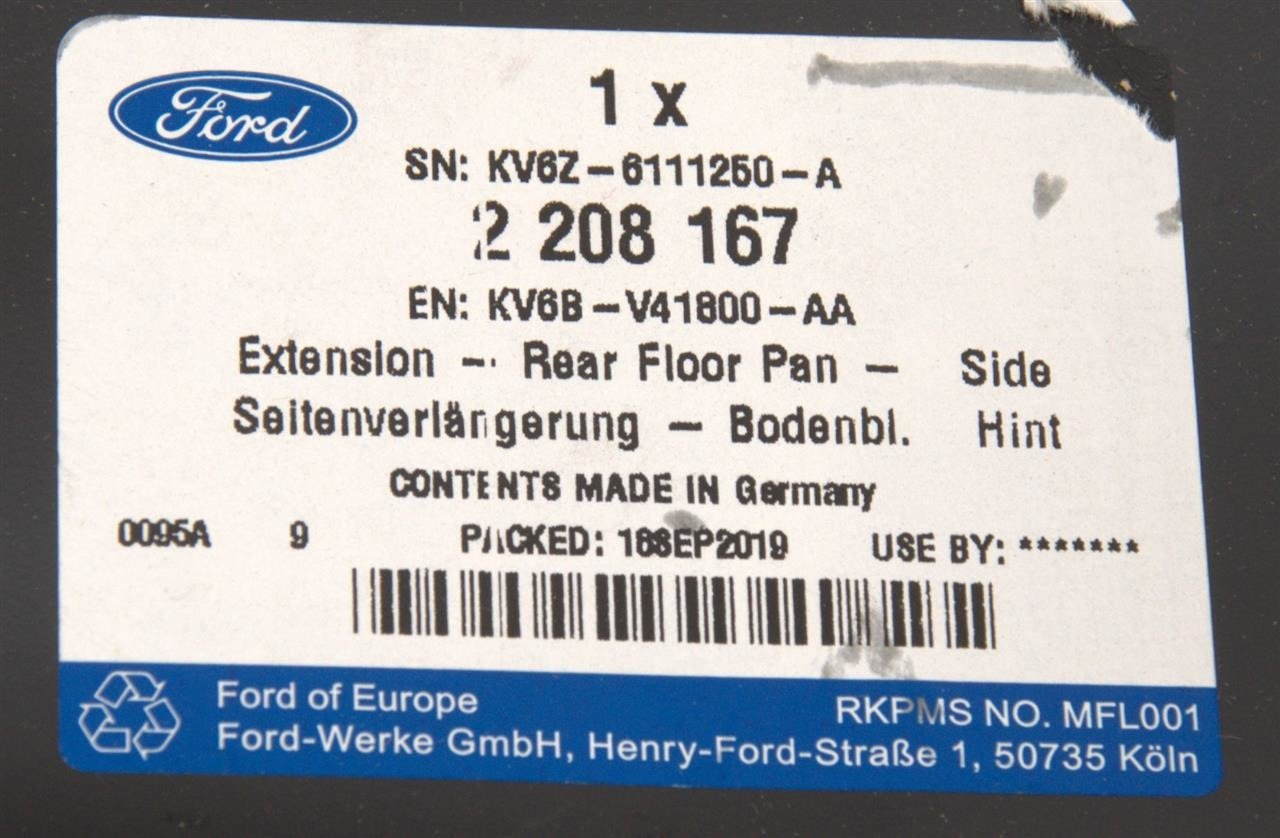 Ford
1 x
SN: KV6Z-6111250-A
2 208 167
EN: KV6B-V41800-AA
Extension - Rear Floor Pan - Side
Seitenverlängerung - Bodenbl. Hint
CONTENTS MADE IN Germany
0095A 9 PACKED: 16SEP2019 USE BY: *******
Ford of Europe
RKPMS NO. MFL001
Ford-Werke GmbH, Henry-Ford-Straße 1, 50735 Köln